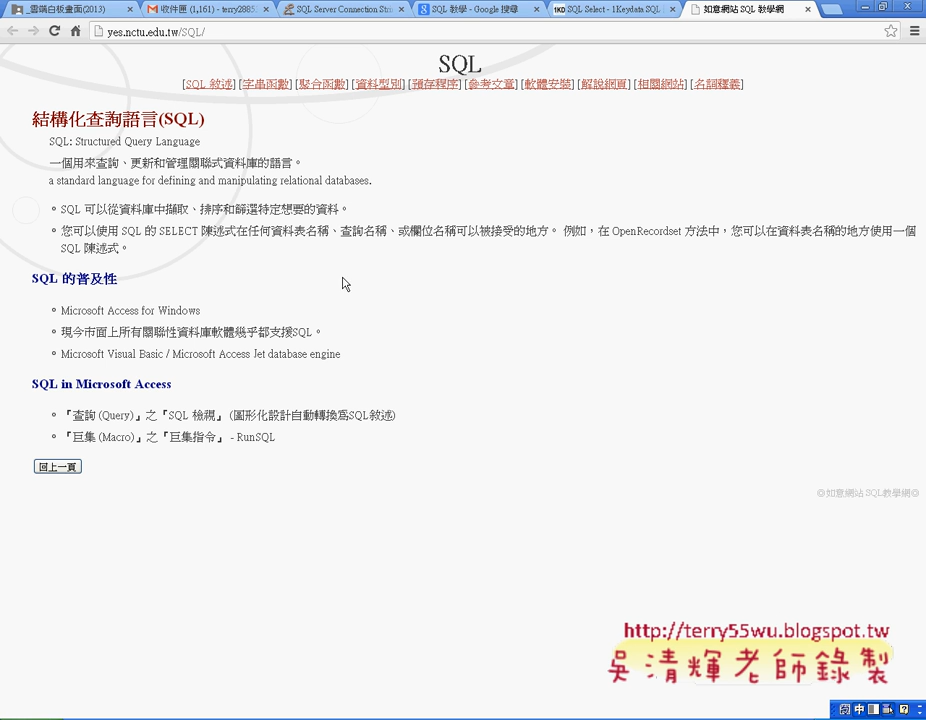 _雲端白板畫面(2013)
收件匣 (1,161) - terry288
SQL Server Connection Str
SQL 教學 - Google 搜尋
SQL Select - 1Keydata SQL
如意網站 SQL 教學網
yes.nctu.edu.tw/SQL/
SQL
[SQL 敘述] [字串函數] [聚合函數] [資料型別] [預存程序] [參考文章] [軟體安裝] [解說網頁] [相關網站] [名詞釋義]
結構化查詢語言(SQL)
SQL: Structured Query Language
一個用來查詢、更新和管理關聯式資料庫的語言。
a standard language for defining and manipulating relational databases.
SQL 可以從資料庫中擷取、排序和篩選特定想要的資料。
您可以使用 SQL 的 SELECT 陳述式在任何資料表名稱、查詢名稱、或欄位名稱可以被接受的地方。 例如，在 OpenRecordset 方法中，您可以在資料表名稱的地方使用一個
SQL 陳述式。
SQL 的普及性
Microsoft Access for Windows
現今市面上所有關聯性資料庫軟體幾乎都支援SQL。
Microsoft Visual Basic / Microsoft Access Jet database engine
SQL in Microsoft Access
「查詢 (Query)」之「SQL 檢視」 (圖形化設計自動轉換為SQL敘述)
「巨集 (Macro)」之「巨集指令」 - RunSQL
回上一頁
©如意網站 SQL教學網©
http://terry55wu.blogspot.tw
吳清輝老師錄製
中